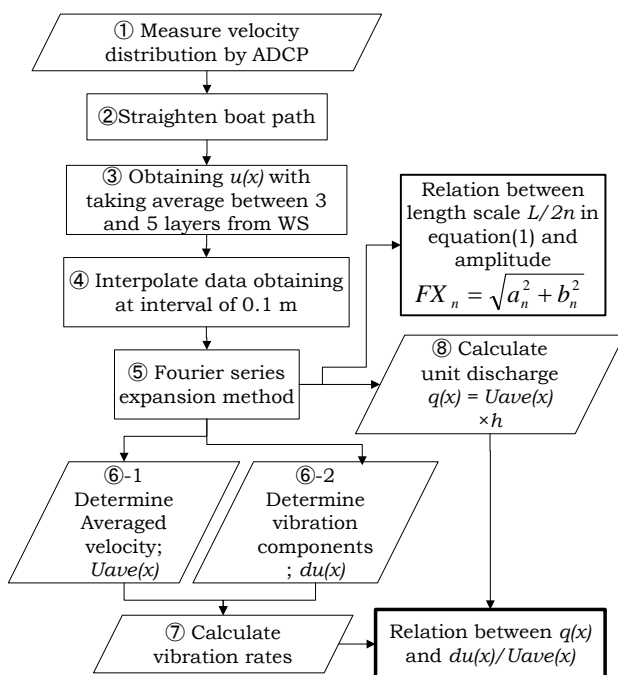 ① Measure velocity
distribution by ADCP
②Straighten boat path
③ Obtaining u(x) with
taking average between 3
and 5 layers from WS
④ Interpolate data obtaining
at interval of 0.1 m
⑤ Fourier series
expansion method
Relation between
length scale L/2n in
equation(1) and
amplitude
FX_n = √(a_n^2 + b_n^2)
⑧ Calculate
unit discharge
q(x) = Uave(x)
×h
⑥-1
Determine
Averaged
velocity;
Uave(x)
⑥-2
Determine
vibration
components
; du(x)
⑦ Calculate
vibration rates
Relation between q(x)
and du(x)/Uave(x)